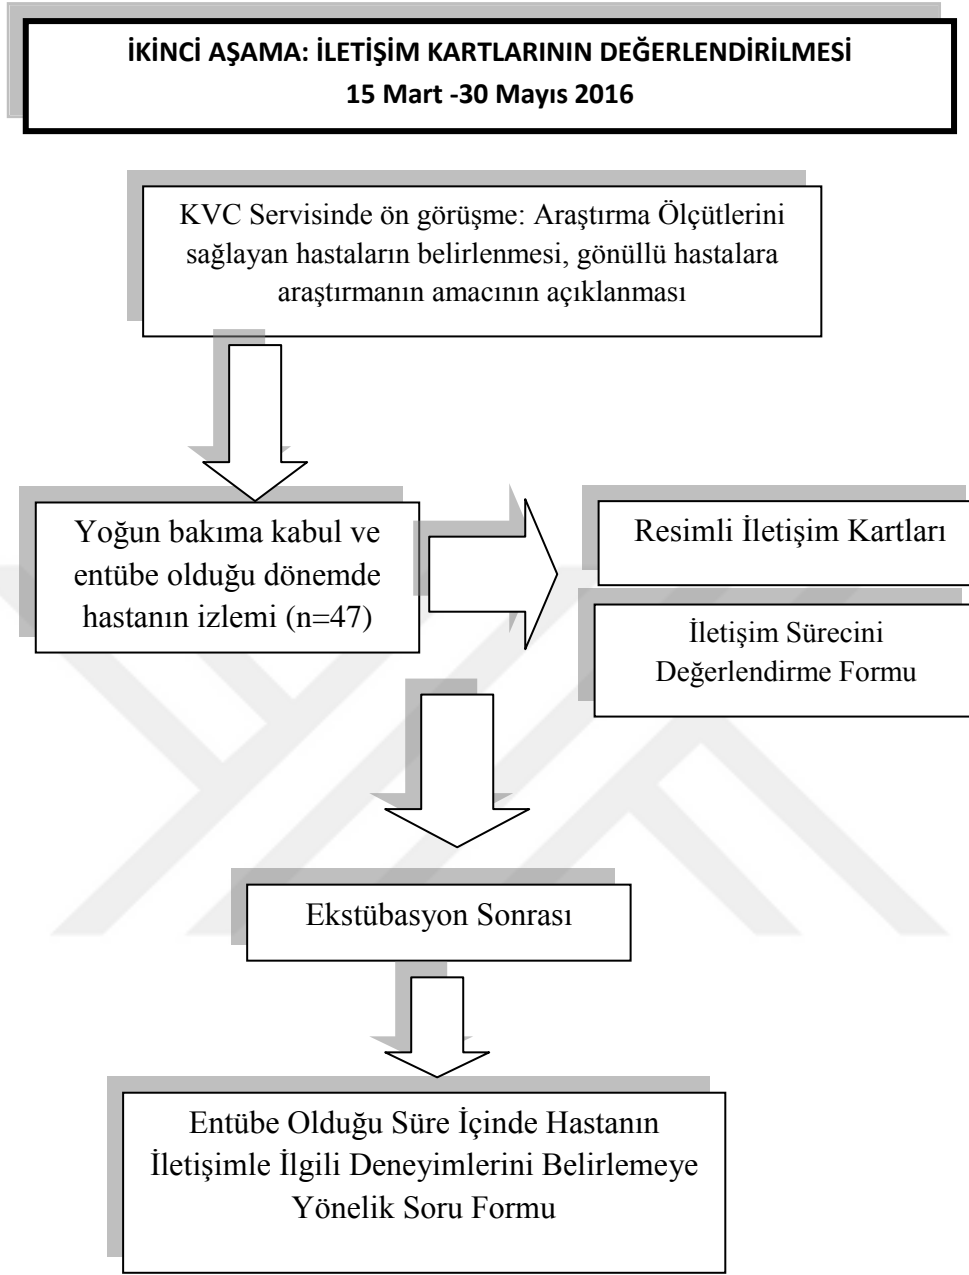 İKİNCİ AŞAMA: İLETİŞİM KARTLARININ DEĞERLENDİRİLMESİ
15 Mart -30 Mayıs 2016
KVC Servisinde ön görüşme: Araştırma Ölçütlerini
sağlayan hastaların belirlenmesi, gönüllü hastalara
araştırmanın amacının açıklanması
Yoğun bakıma kabul ve
entübe olduğu dönemde
hastanın izlemi (n=47)
Resimli İletişim Kartları
İletişim Sürecini
Değerlendirme Formu
Ekstübasyon Sonrası
Entübe Olduğu Süre İçinde Hastanın
İletişimle İlgili Deneyimlerini Belirlemeye
Yönelik Soru Formu